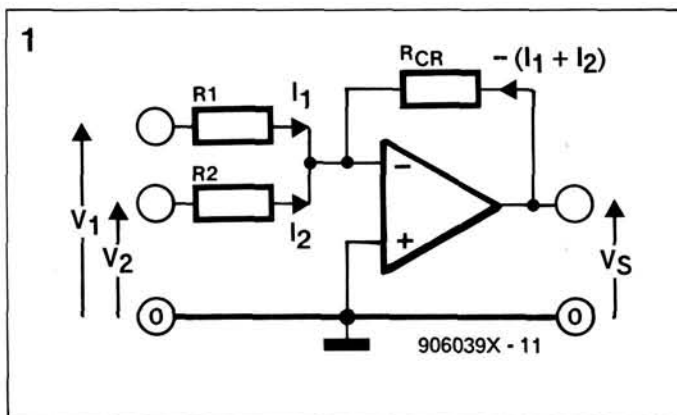 1
RCR
–(I1 + I2)
R1
I1
R2
I2
–
+
V1
V2
VS
0
0
906039X - 11